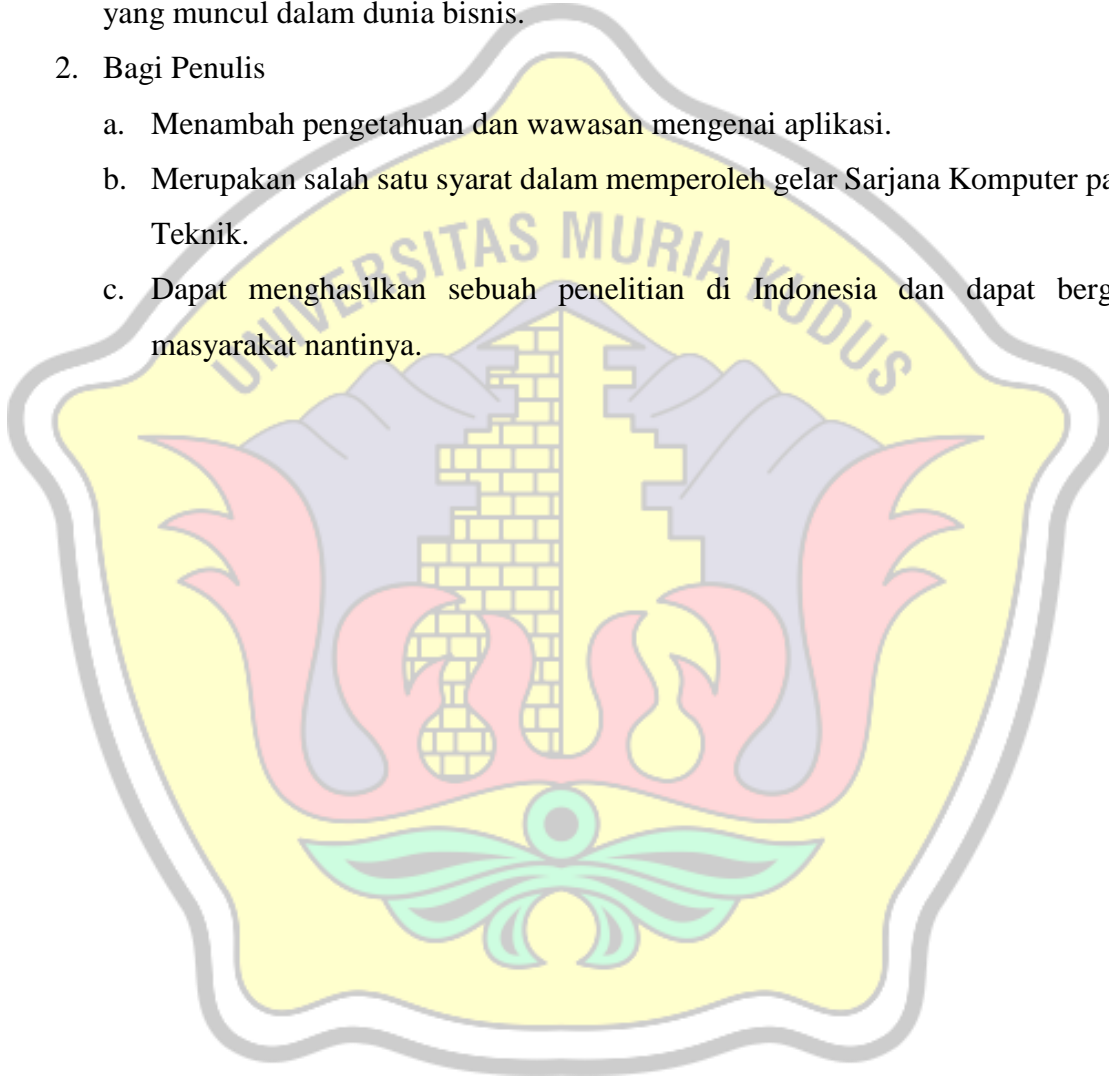 yang muncul dalam dunia bisnis.
2. Bagi Penulis
a. Menambah pengetahuan dan wawasan mengenai aplikasi.
b. Merupakan salah satu syarat dalam memperoleh gelar Sarjana Komputer pa
Teknik.
UNIVERSITAS MURIA KUDUS
c. Dapat menghasilkan sebuah penelitian di Indonesia dan dapat berg
masyarakat nantinya.